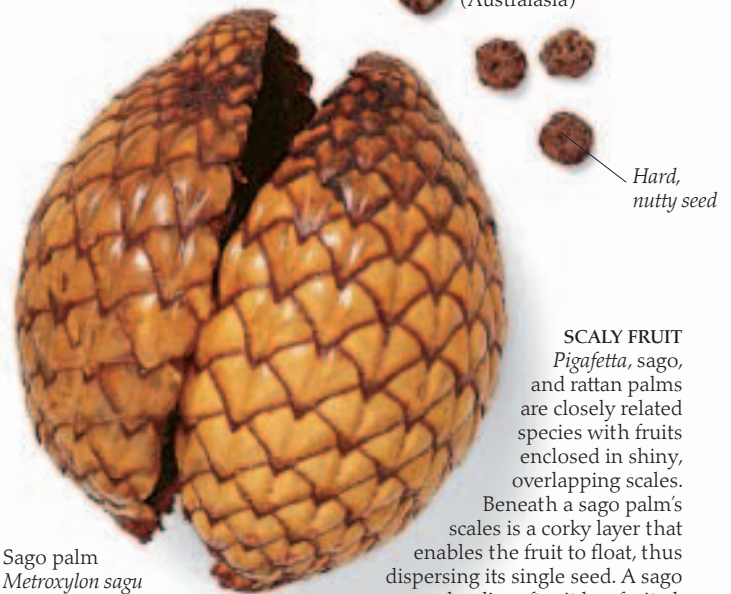 (Australasia)
Hard,
nutty seed
SCALY FRUIT
Pigafetta, sago,
and rattan palms
are closely related
species with fruits
enclosed in shiny,
overlapping scales.
Beneath a sago palm's
scales is a corky layer that
enables the fruit to float, thus
dispersing its single seed. A sago
Sago palm
Metroxylon sagu